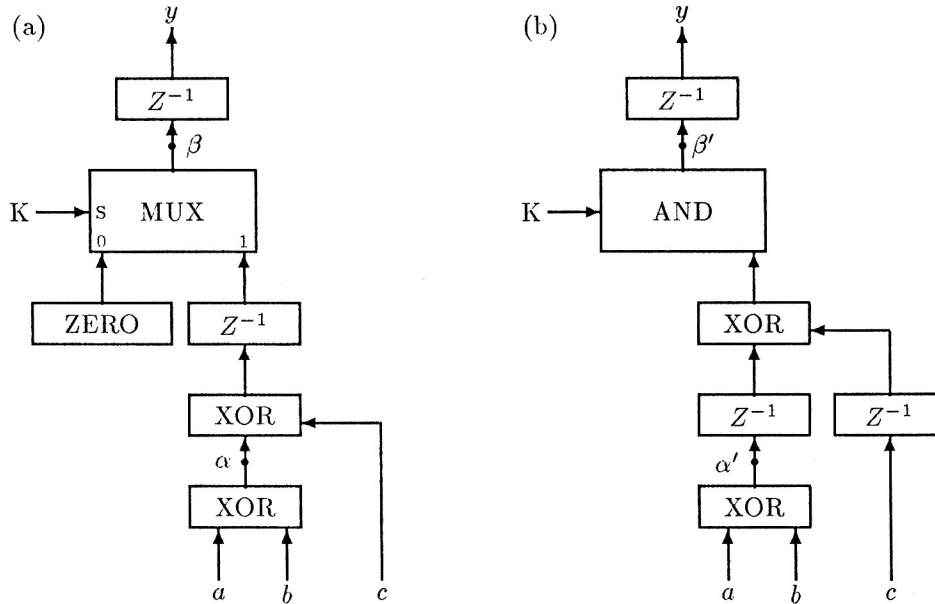 (a)
y
Z⁻¹
β
K
S
MUX
0
1
ZERO
Z⁻¹
XOR
α
XOR
a
b
c
(b)
y
Z⁻¹
β′
K
AND
XOR
Z⁻¹
Z⁻¹
α′
XOR
a
b
c